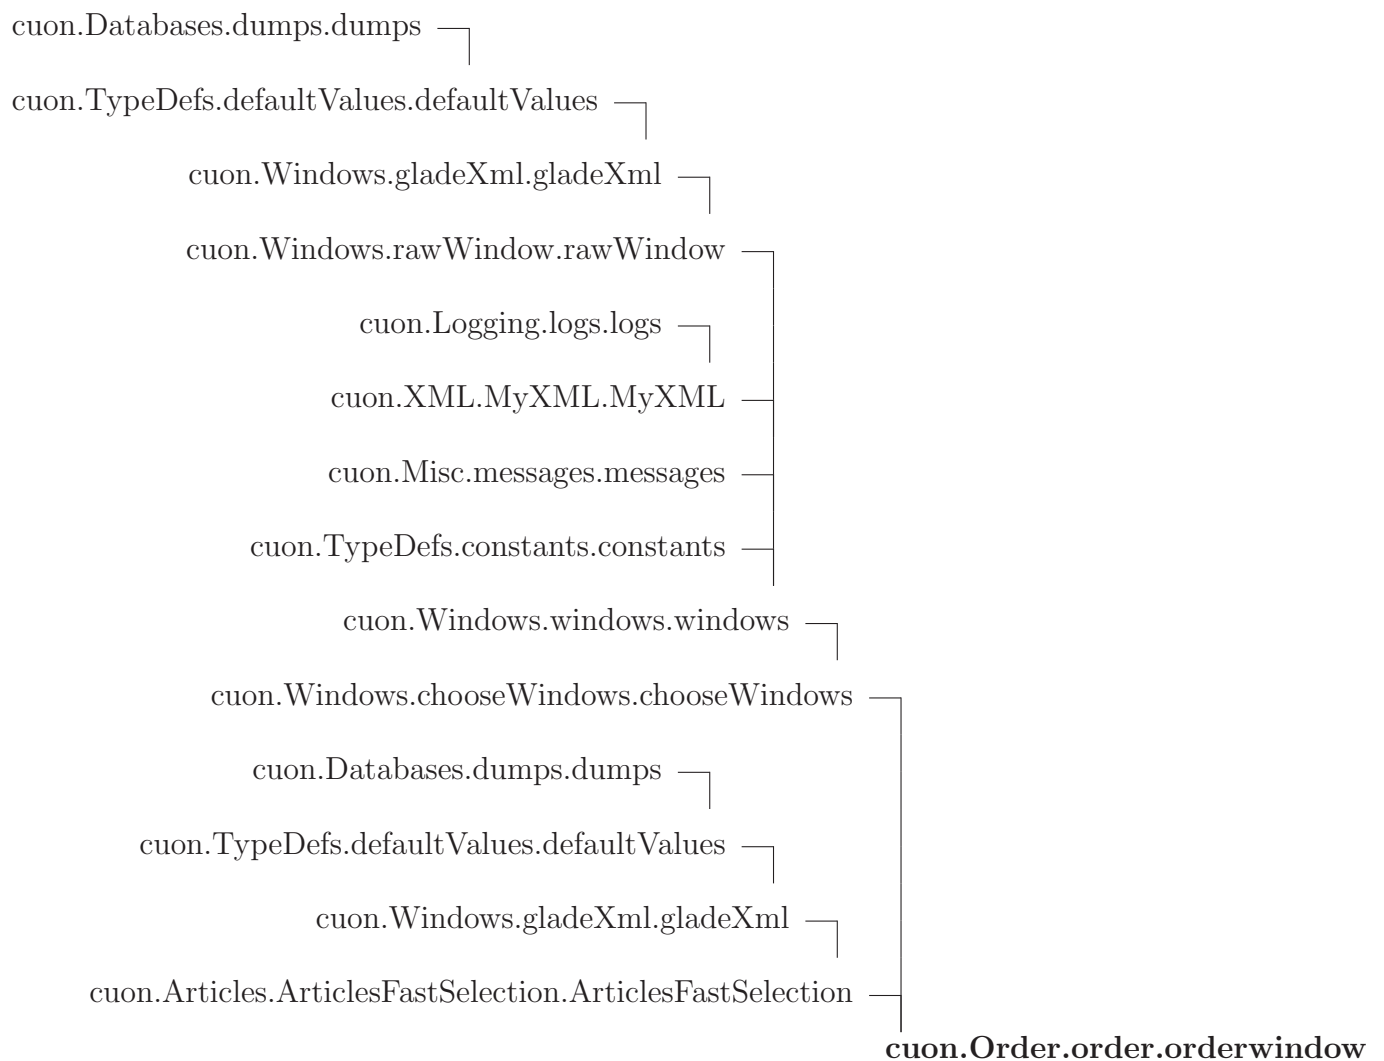 cuon.Databases.dumps.dumps
cuon.TypeDefs.defaultValues.defaultValues
cuon.Windows.gladeXml.gladeXml
cuon.Windows.rawWindow.rawWindow
cuon.Logging.logs.logs
cuon.XML.MyXML.MyXML
cuon.Misc.messages.messages
cuon.TypeDefs.constants.constants
cuon.Windows.windows.windows
cuon.Windows.chooseWindows.chooseWindows
cuon.Databases.dumps.dumps
cuon.TypeDefs.defaultValues.defaultValues
cuon.Windows.gladeXml.gladeXml
cuon.Articles.ArticlesFastSelection.ArticlesFastSelection
cuon.Order.order.orderwindow